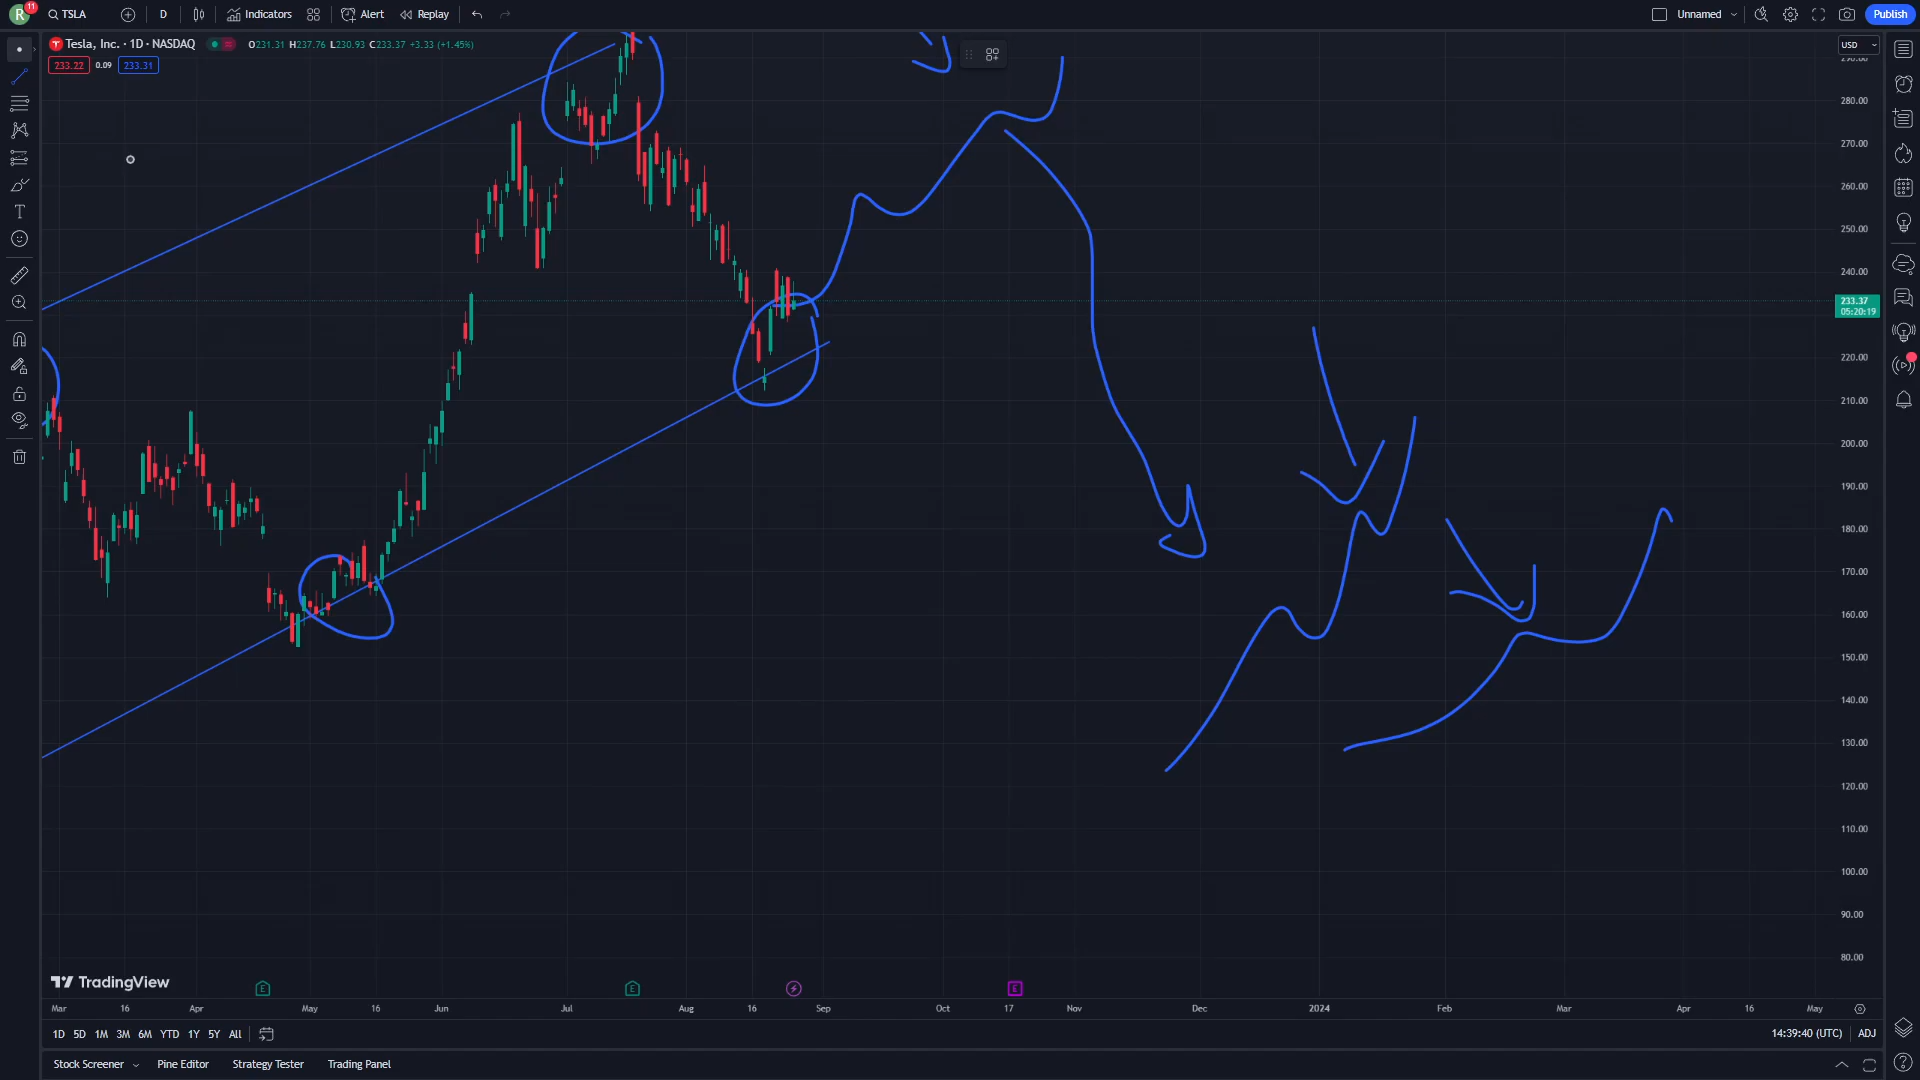 R 11 TSLA D Indicators Alert Replay Unnamed Publish
Tesla, Inc. · 1D · NASDAQ O231.31 H237.76 L230.93 C233.37 +3.33 (+1.45%) USD
233.22 0.09 233.31
290.00
280.00
270.00
260.00
250.00
240.00
233.37
05:20:19
220.00
210.00
200.00
190.00
180.00
170.00
160.00
150.00
140.00
130.00
120.00
110.00
100.00
90.00
80.00
TradingView
E E E
Mar 16 Apr May 16 Jun Jul Aug 16 Sep Oct 17 Nov Dec 2024 Feb Mar Apr 16 May
1D 5D 1M 3M 6M YTD 1Y 5Y All 14:39:40 (UTC) ADJ
Stock Screener Pine Editor Strategy Tester Trading Panel